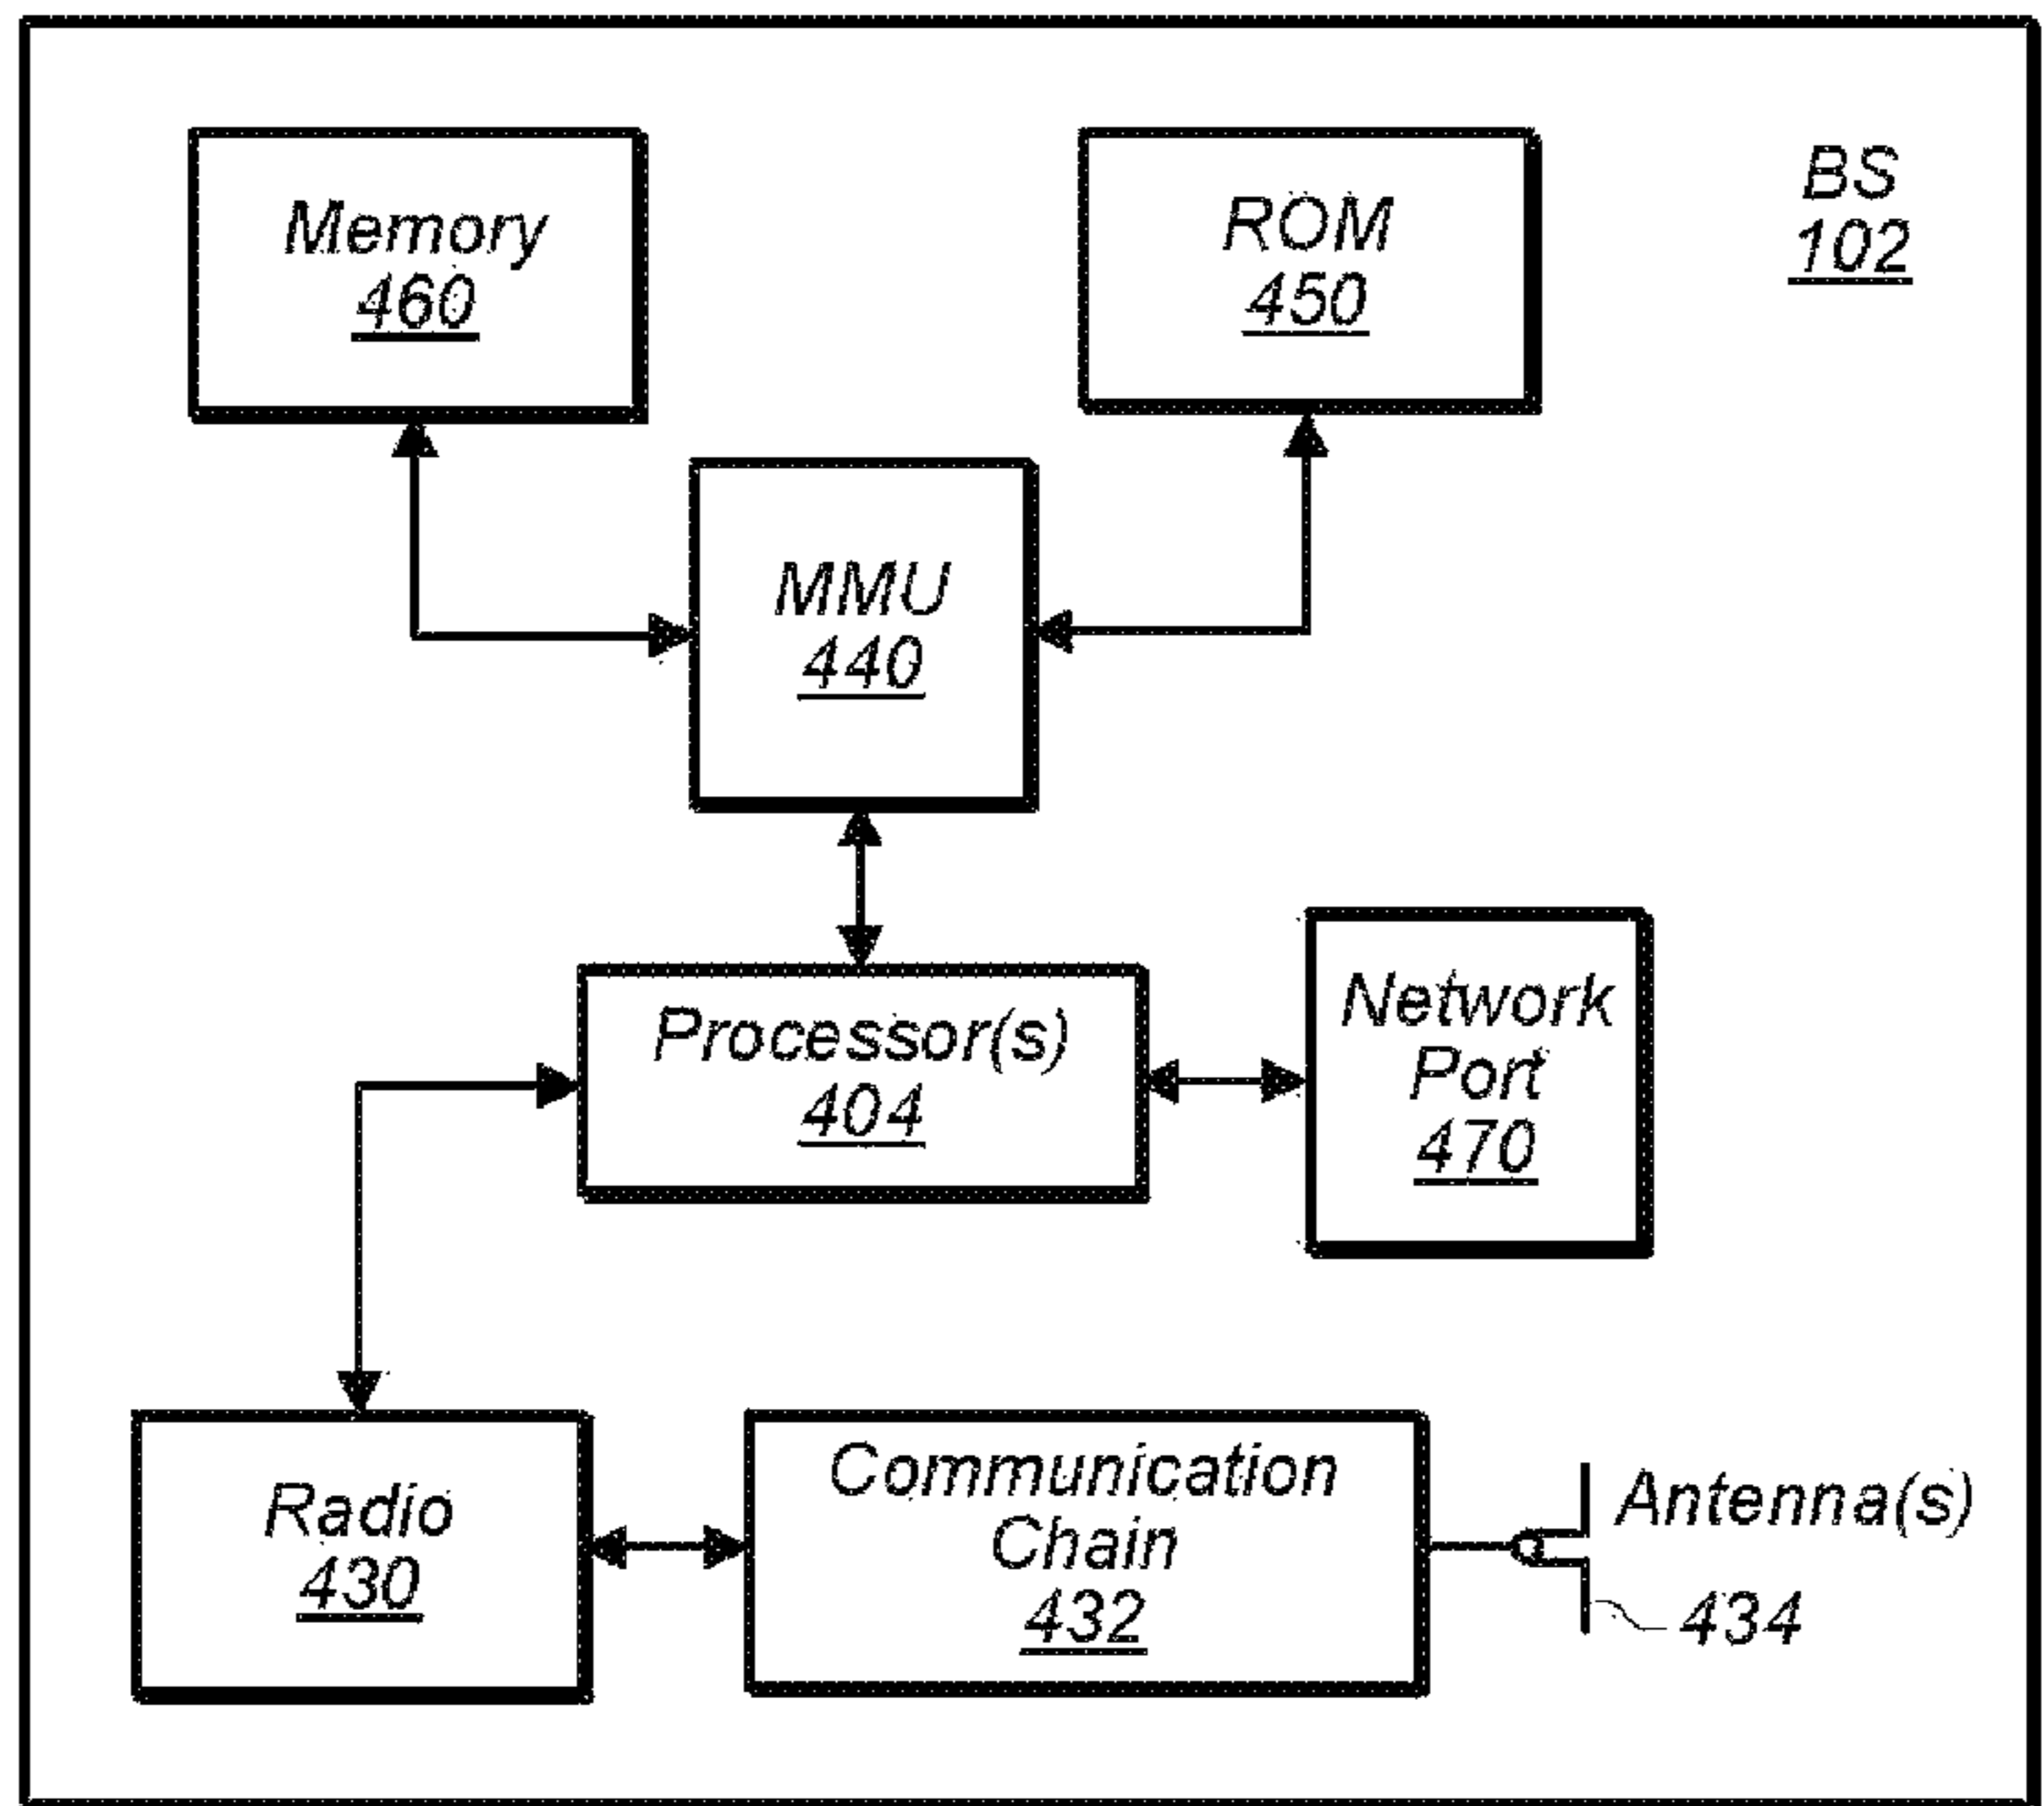 Memory
460
ROM
450
BS
102
MMU
440
Processor(s)
404
Network
Port
470
Radio
430
Communication
Chain
432
Antenna(s)
434